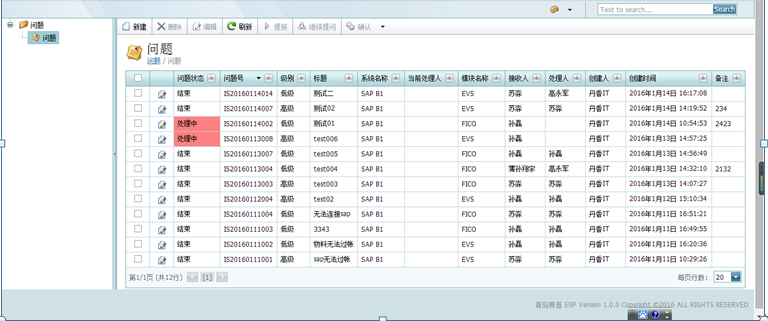 Text to search... Search
问题
问题
新建 删除 编辑 刷新 提报 继续提问 确认
问题
问题 / 问题
问题状态 问题号 级别 标题 系统名称 当前处理人 模块名称 接收人 处理人 创建人 创建时间 备注
结束 IS20160114014 低级 测试二 SAP B1 EVS 苏淼 高永军 丹香IT 2016年1月14日 16:17:08
结束 IS20160114007 低级 测试02 SAP B1 EVS 苏淼 苏淼 丹香IT 2016年1月14日 14:19:52 234
处理中 IS20160114002 低级 测试01 SAP B1 FICO 孙磊 丹香IT 2016年1月14日 10:54:53 2423
处理中 IS20160113008 高级 test006 SAP B1 EVS 孙磊 丹香IT 2016年1月13日 14:57:25
结束 IS20160113007 低级 test005 SAP B1 FICO 孙磊 孙磊 丹香IT 2016年1月13日 14:56:49
结束 IS20160113004 高级 test004 SAP B1 FICO 高永军 丹香IT 2016年1月14日 14:32:10 2132
结束 IS20160113003 高级 test003 SAP B1 EVS 苏淼 苏淼 丹香IT 2016年1月13日 14:07:27
结束 IS20160112004 高级 test02 SAP B1 EVS 孙磊 孙磊 丹香IT 2016年1月12日 15:10:34
结束 IS20160111004 低级 无法连接sap SAP B1 FICO 苏淼 苏淼 丹香IT 2016年1月11日 16:51:21
结束 IS20160111003 低级 3343 SAP B1 FICO 孙磊 孙磊 丹香IT 2016年1月11日 16:49:55
结束 IS20160111002 低级 物料无法过帐 SAP B1 EVS 孙磊 孙磊 丹香IT 2016年1月11日 16:20:36
结束 IS20160111001 高级 sap无法过帐 SAP B1 EVS 苏淼 苏淼 丹香IT 2016年1月11日 10:29:26
第1/1页 (共12行) << [1] >> 每页行数: 20
青岛赛普 ESP Version 1.0.0 Copyright ©2016 ALL RIGHTS RESERVED